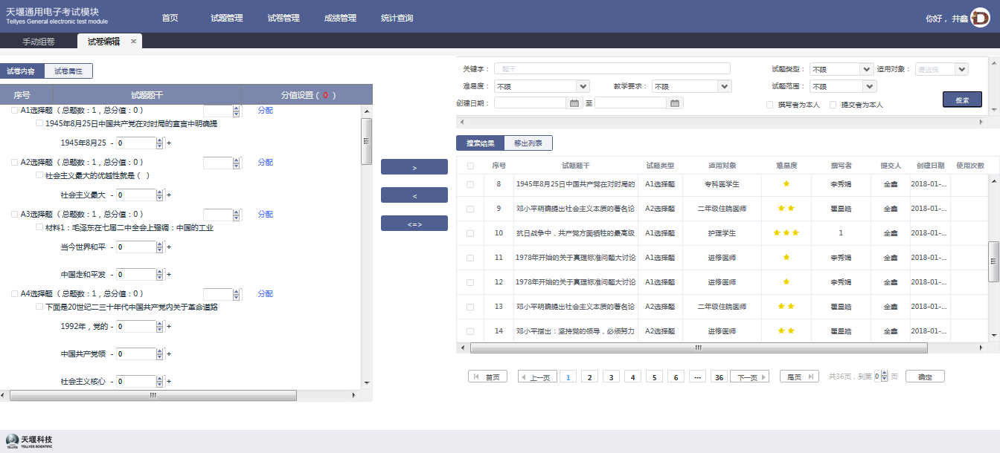 天堰通用电子考试模块
Tellyes General electronic test module
首页 试题管理 试卷管理 成绩管理 统计查询
你好， 井鑫
手动组卷 试卷编辑 ×
试卷内容 试卷属性
序号 试题题干 分值设置 ( 0 )
A1选择题（ 总题数：1，总分值：0 ） 分配
1945年8月25日中国共产党在对时局的宣言中明确提
1945年8月25 - 0 +
A2选择题（ 总题数：1，总分值：0 ） 分配
社会主义最大的优越性就是（ ）
社会主义最大 - 0 +
A3选择题（ 总题数：1，总分值：0 ） 分配
材料1：毛泽东在七届二中全会上强调：中国的工业
当今世界和平 - 0 +
中国走和平发 - 0 +
A4选择题（ 总题数：1，总分值：0 ） 分配
下面是20世纪二三十年代中国共产党内关于革命道路
1992年，党的 - 0 +
中国共产党领 - 0 +
社会主义核心 - 0 +
>
<
<=>
关键字： 题干 试题类型： 不限 适用对象： 请选择
难易度： 不限 教学要求： 不限 试题范围： 不限
创建日期： 至 撰写者为本人 提交者为本人 搜索
搜索结果 移出列表
序号 试题题干 试题类型 适用对象 难易度 撰写者 提交人 创建日期 使用次数
8 1945年8月25日中国共产党在对时局的 A1选择题 专科医学生 ★ 李秀娟 全鑫 2018-01-...
9 邓小平明确提出社会主义本质的著名论 A2选择题 二年级住院医师 ★★ 瞿星皓 全鑫 2018-01-...
10 抗日战争中，共产党方面牺牲的最高级 A1选择题 护理学生 ★★★ 1 全鑫 2018-01-...
11 1978年开始的关于真理标准问题大讨论 A1选择题 进修医师 ★ 李秀娟 全鑫 2018-01-...
12 1978年开始的关于真理标准问题大讨论 A1选择题 进修医师 ★ 李秀娟 全鑫 2018-01-...
13 邓小平明确提出社会主义本质的著名论 A2选择题 二年级住院医师 ★★ 瞿星皓 全鑫 2018-01-...
14 邓小平指出：坚持党的领导，必须努力 A2选择题 进修医师 ★★ 瞿星皓 全鑫 2018-01-...
首页 上一页 1 2 3 4 5 6 ... 36 下一页 尾页 共36页，到第 0 页 确定
天堰科技
TELLYES SCIENTIFIC
TELLYES